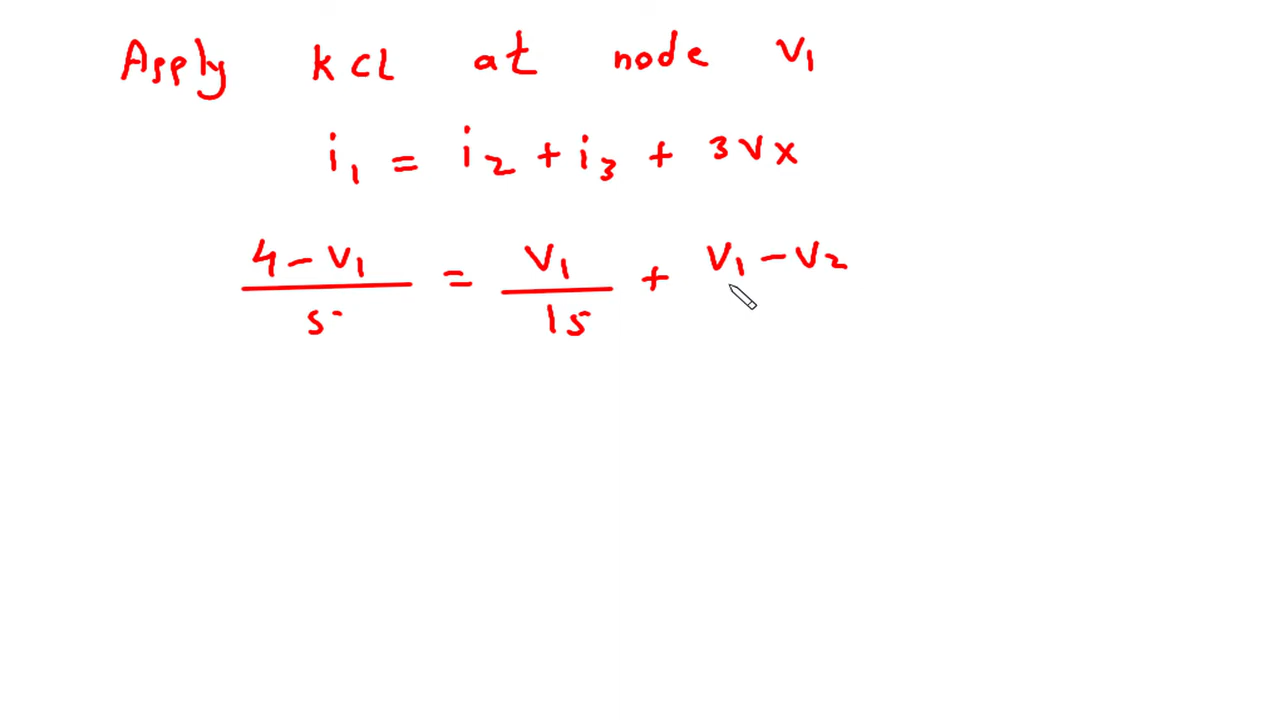 Apply kcl at node v1
i1 = i2 + i3 + 3Vx
4 - v1 / 5 = V1 / 15 + V1 - V2